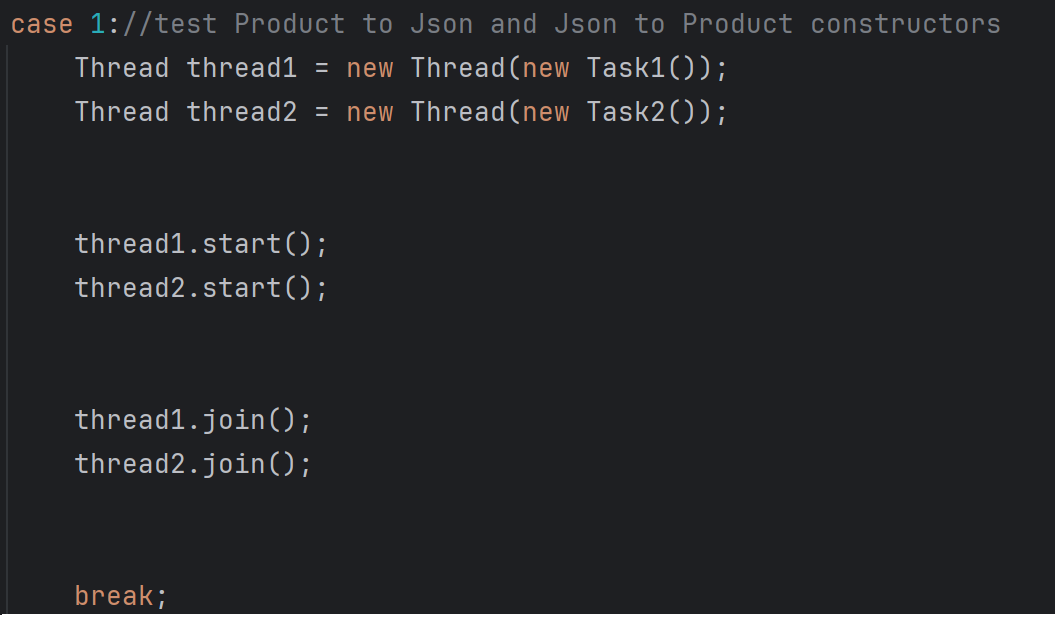 case 1://test Product to Json and Json to Product constructors
Thread thread1 = new Thread(new Task1());
Thread thread2 = new Thread(new Task2());
thread1.start();
thread2.start();
thread1.join();
thread2.join();
break;